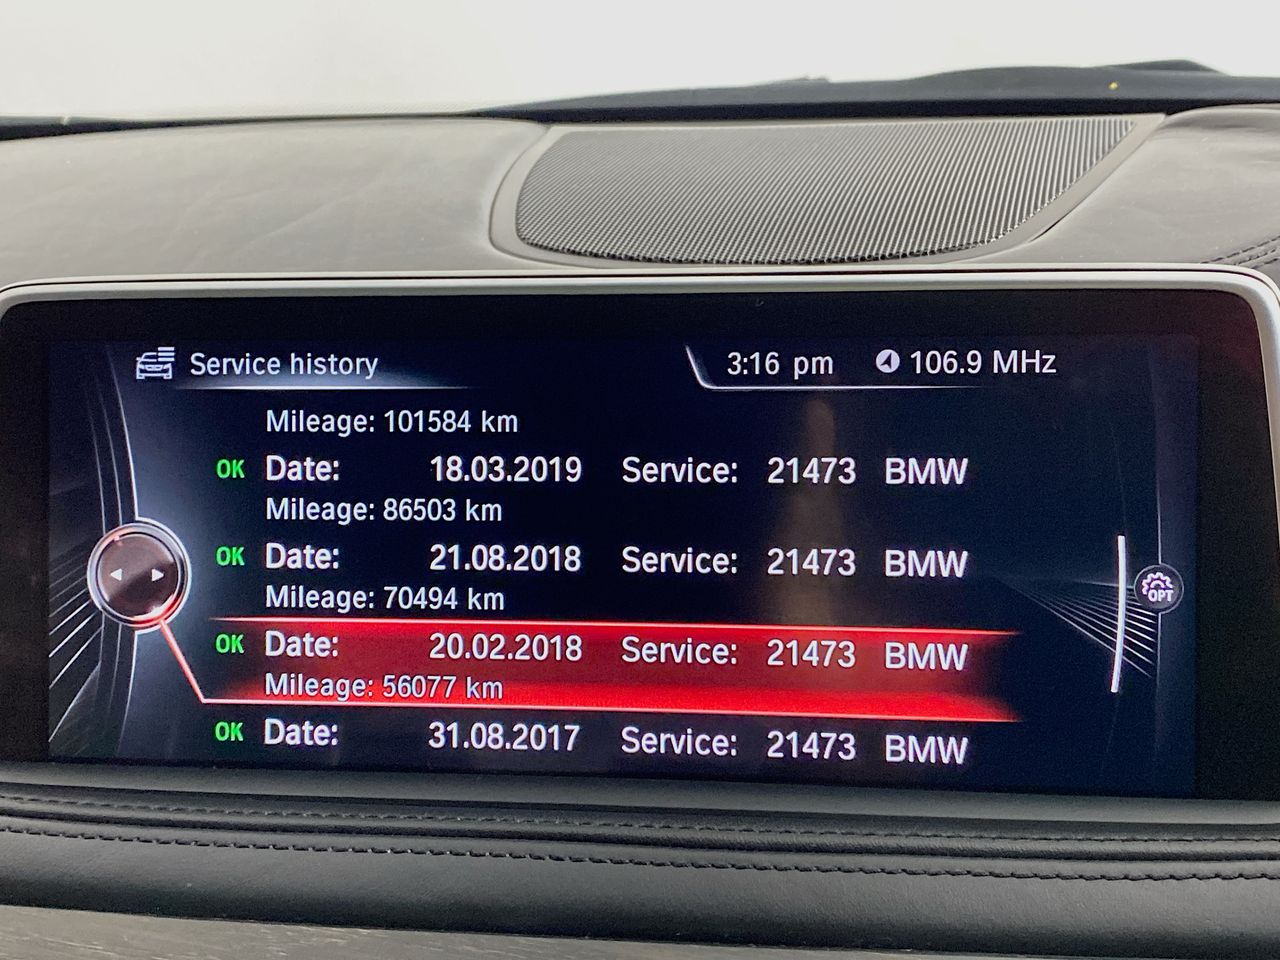 Service history 3:16 pm 106.9 MHz
Mileage: 101584 km
OK Date: 18.03.2019 Service: 21473 BMW
Mileage: 86503 km
OK Date: 21.08.2018 Service: 21473 BMW
Mileage: 70494 km
OK Date: 20.02.2018 Service: 21473 BMW
Mileage: 56077 km
OK Date: 31.08.2017 Service: 21473 BMW
OPT